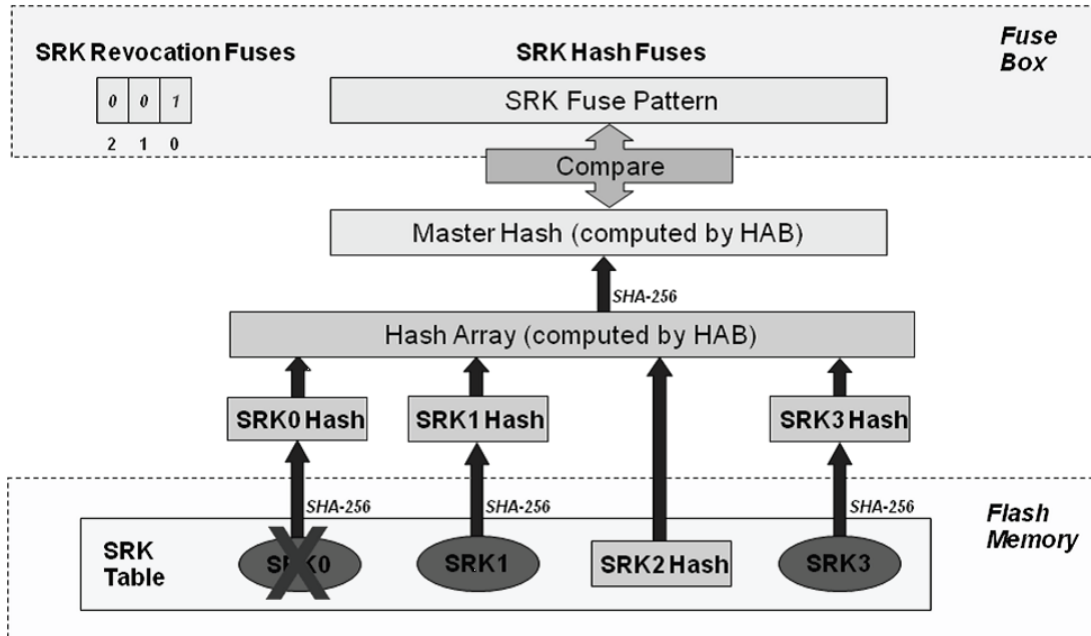 SRK Revocation Fuses
0 0 1
2 1 0
SRK Hash Fuses
SRK Fuse Pattern
Fuse
Box
Compare
Master Hash (computed by HAB)
SHA-256
Hash Array (computed by HAB)
SRK0 Hash
SRK1 Hash
SRK3 Hash
SHA-256
SHA-256
SHA-256
Flash
Memory
SRK
Table
SRK0
SRK1
SRK2 Hash
SRK3